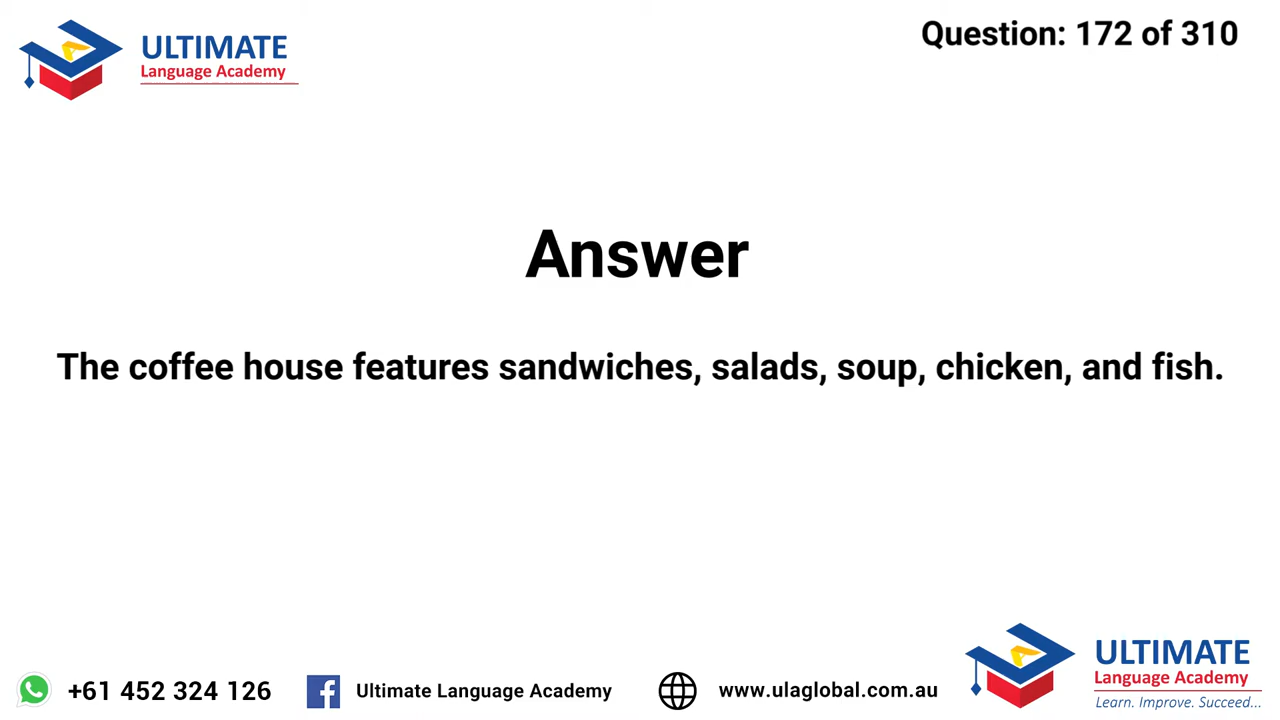 ULTIMATE
Language Academy
Question: 172 of 310
Answer
The coffee house features sandwiches, salads, soup, chicken, and fish.
+61 452 324 126
Ultimate Language Academy
www.ulaglobal.com.au
ULTIMATE
Language Academy
Learn. Improve. Succeed...